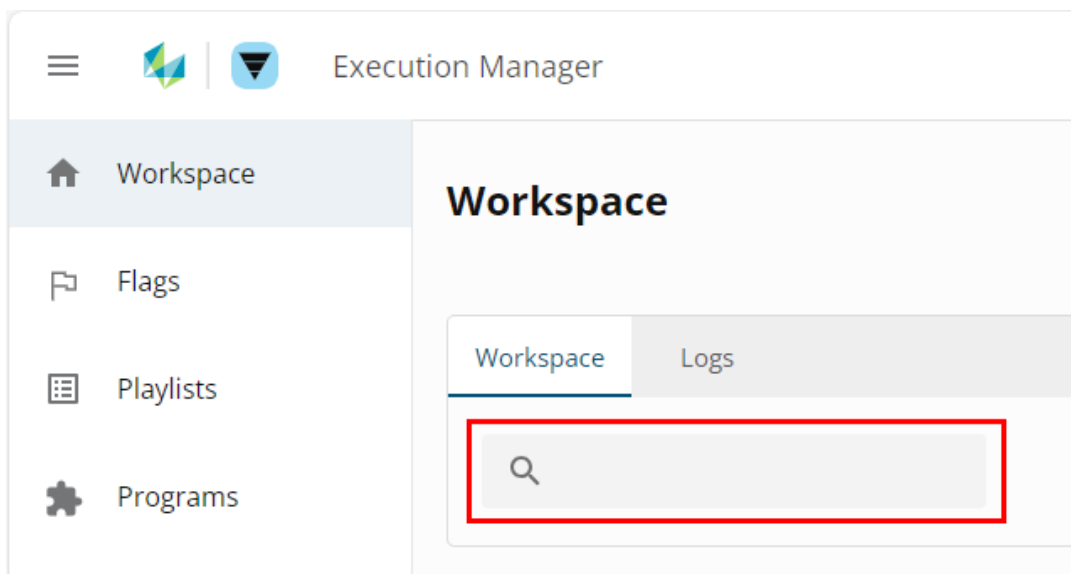 Execution Manager
Workspace
Flags
Playlists
Programs
Workspace
Workspace Logs